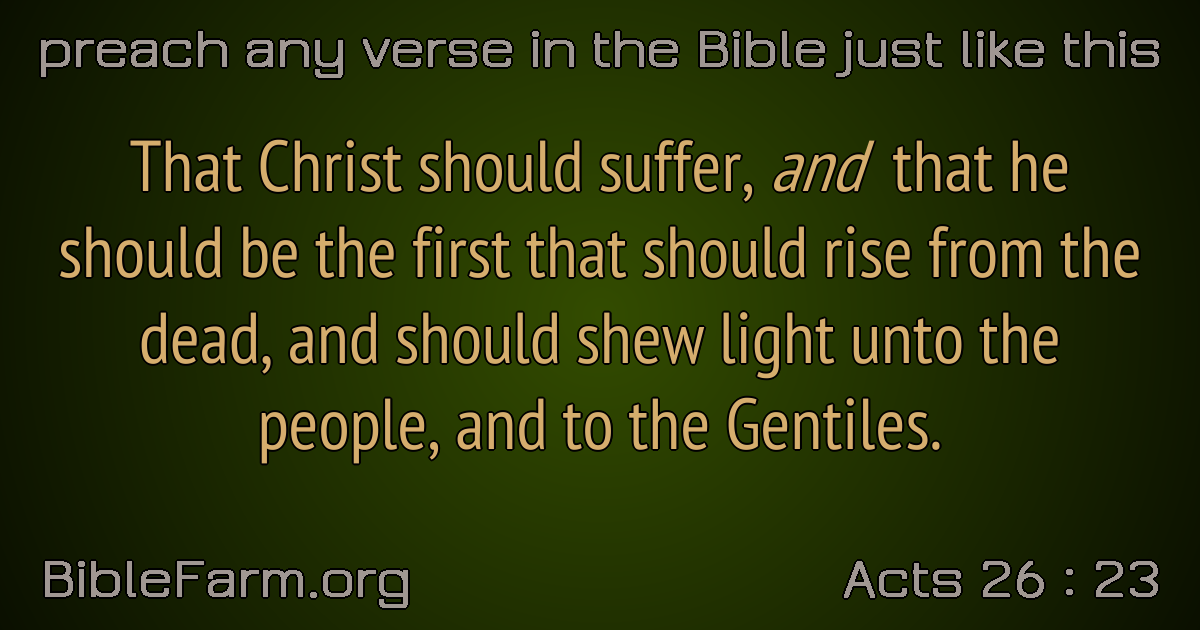 preach any verse in the Bible just like this
That Christ should suffer, and that he
should be the first that should rise from the
dead, and should shew light unto the
people, and to the Gentiles.
BibleFarm.org
Acts 26 : 23